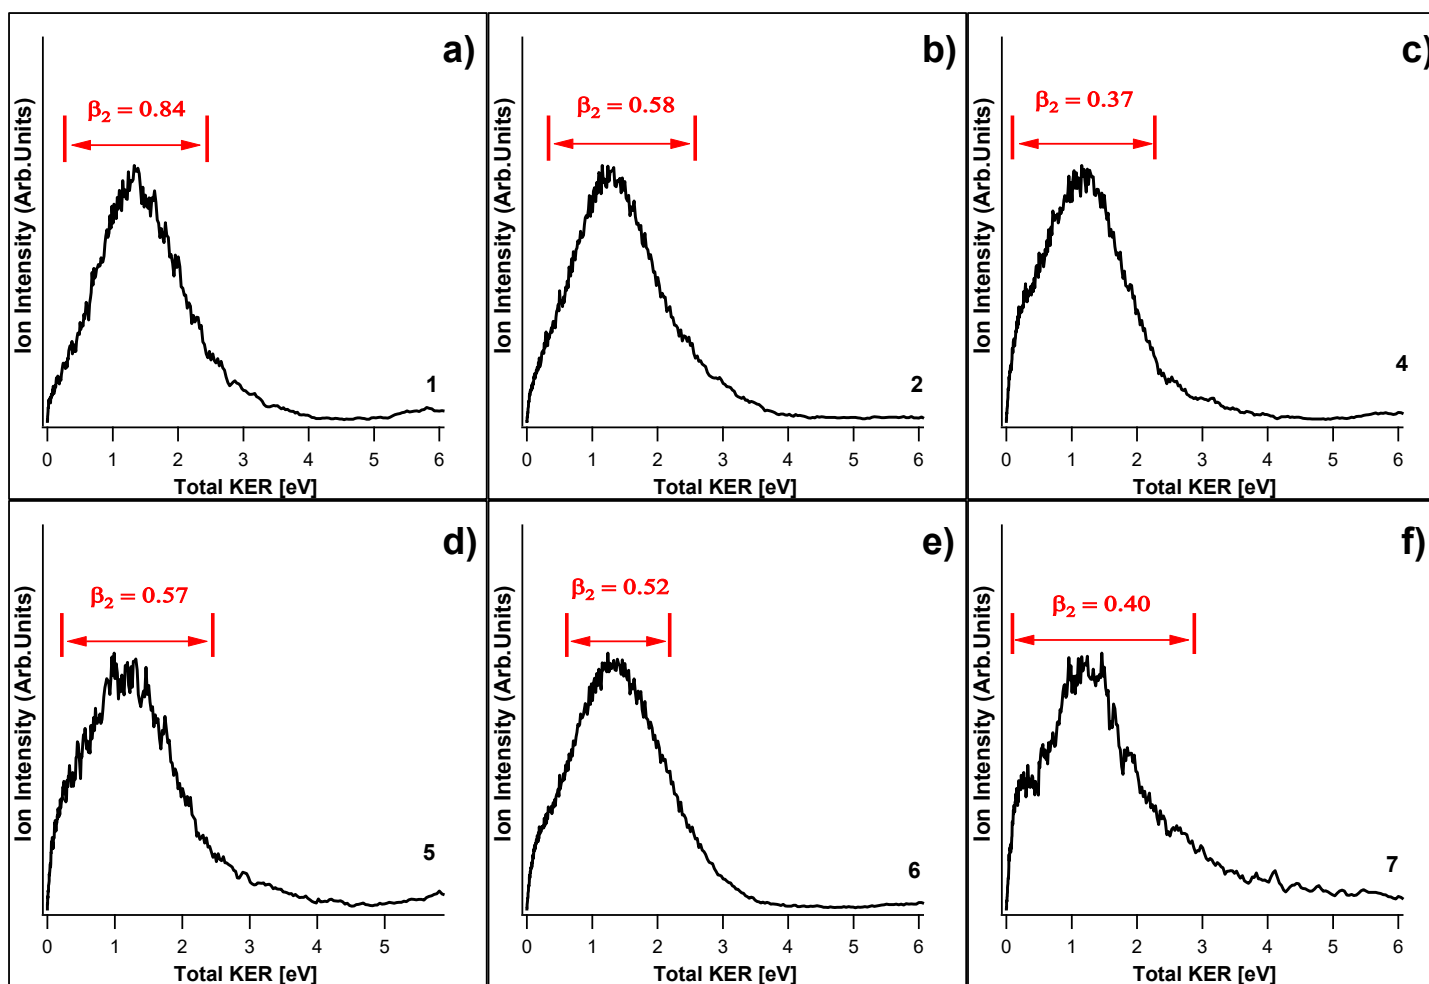 a)
β₂ = 0.84
Ion Intensity (Arb.Units)
1
0 1 2 3 4 5 6
Total KER [eV]
b)
β₂ = 0.58
Ion Intensity (Arb.Units)
2
0 1 2 3 4 5 6
Total KER [eV]
c)
β₂ = 0.37
Ion Intensity (Arb.Units)
4
0 1 2 3 4 5 6
Total KER [eV]
d)
β₂ = 0.57
Ion Intensity (Arb.Units)
5
0 1 2 3 4 5
Total KER [eV]
e)
β₂ = 0.52
Ion Intensity (Arb.Units)
6
0 1 2 3 4 5 6
Total KER [eV]
f)
β₂ = 0.40
Ion Intensity (Arb.Units)
7
0 1 2 3 4 5 6
Total KER [eV]